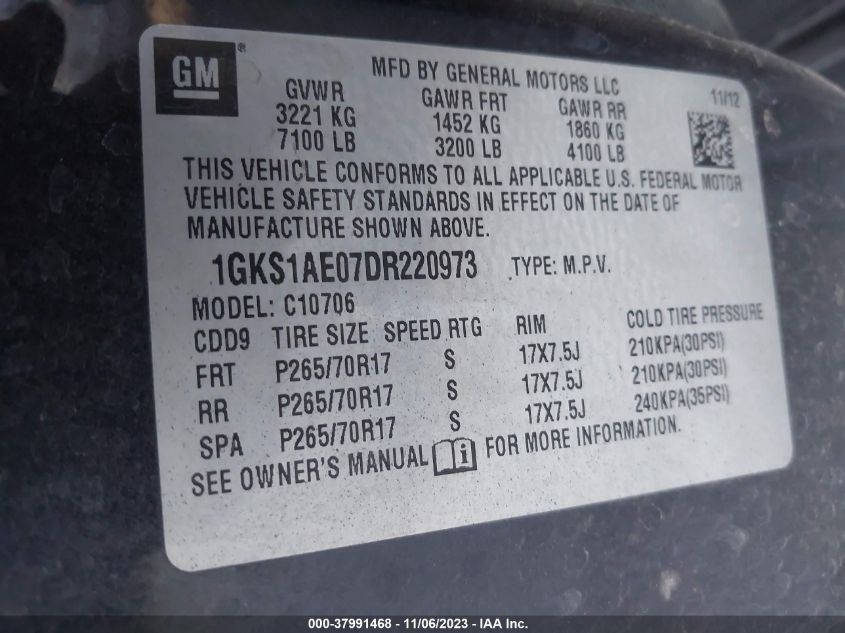 GM ®
MFD BY GENERAL MOTORS LLC
GVWR GAWR FRT GAWR RR 11/12
3221 KG 1452 KG 1860 KG
7100 LB 3200 LB 4100 LB
THIS VEHICLE CONFORMS TO ALL APPLICABLE U.S. FEDERAL MOTOR
VEHICLE SAFETY STANDARDS IN EFFECT ON THE DATE OF
MANUFACTURE SHOWN ABOVE.
1GKS1AE07DR220973 TYPE: M.P.V.
MODEL: C10706
CDD9 TIRE SIZE SPEED RTG RIM COLD TIRE PRESSURE
FRT P265/70R17 S 17X7.5J 210KPA(30PSI)
RR P265/70R17 S 17X7.5J 210KPA(30PSI)
SPA P265/70R17 S 17X7.5J 240KPA(35PSI)
SEE OWNER'S MANUAL FOR MORE INFORMATION.
000-37991468 - 11/06/2023 - IAA Inc.